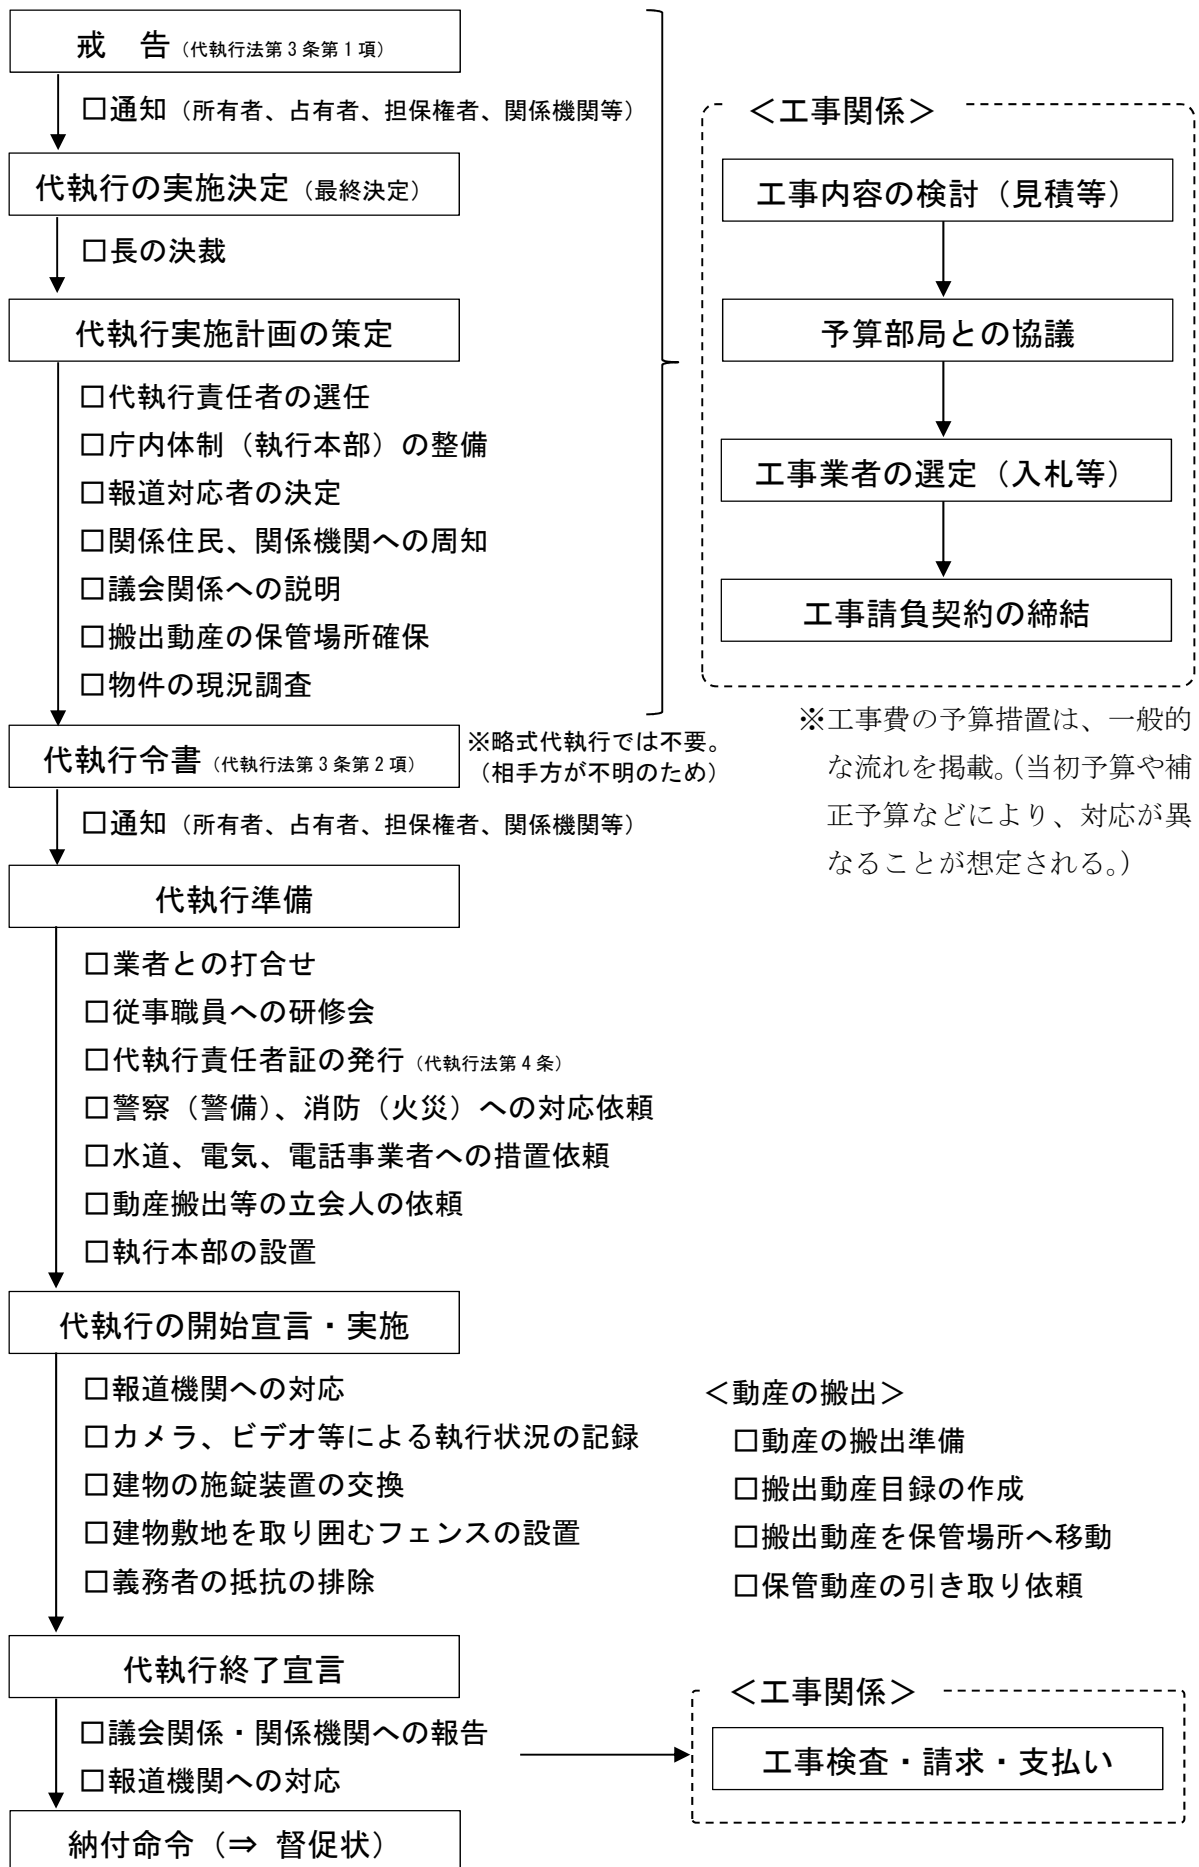 戒　告（代執行法第3条第1項）
□通知（所有者、占有者、担保権者、関係機関等）
代執行の実施決定（最終決定）
□長の決裁
代執行実施計画の策定
□代執行責任者の選任
□庁内体制（執行本部）の整備
□報道対応者の決定
□関係住民、関係機関への周知
□議会関係への説明
□搬出動産の保管場所確保
□物件の現況調査
＜工事関係＞
工事内容の検討（見積等）
予算部局との協議
工事業者の選定（入札等）
工事請負契約の締結
※工事費の予算措置は、一般的
な流れを掲載。（当初予算や補
正予算などにより、対応が異
なることが想定される。）
代執行令書（代執行法第3条第2項）
※略式代執行では不要。
（相手方が不明のため）
□通知（所有者、占有者、担保権者、関係機関等）
代執行準備
□業者との打合せ
□従事職員への研修会
□代執行責任者証の発行（代執行法第4条）
□警察（警備）、消防（火災）への対応依頼
□水道、電気、電話事業者への措置依頼
□動産搬出等の立会人の依頼
□執行本部の設置
代執行の開始宣言・実施
□報道機関への対応
□カメラ、ビデオ等による執行状況の記録
□建物の施錠装置の交換
□建物敷地を取り囲むフェンスの設置
□義務者の抵抗の排除
＜動産の搬出＞
□動産の搬出準備
□搬出動産目録の作成
□搬出動産を保管場所へ移動
□保管動産の引き取り依頼
代執行終了宣言
□議会関係・関係機関への報告
□報道機関への対応
＜工事関係＞
工事検査・請求・支払い
納付命令（⇒ 督促状）